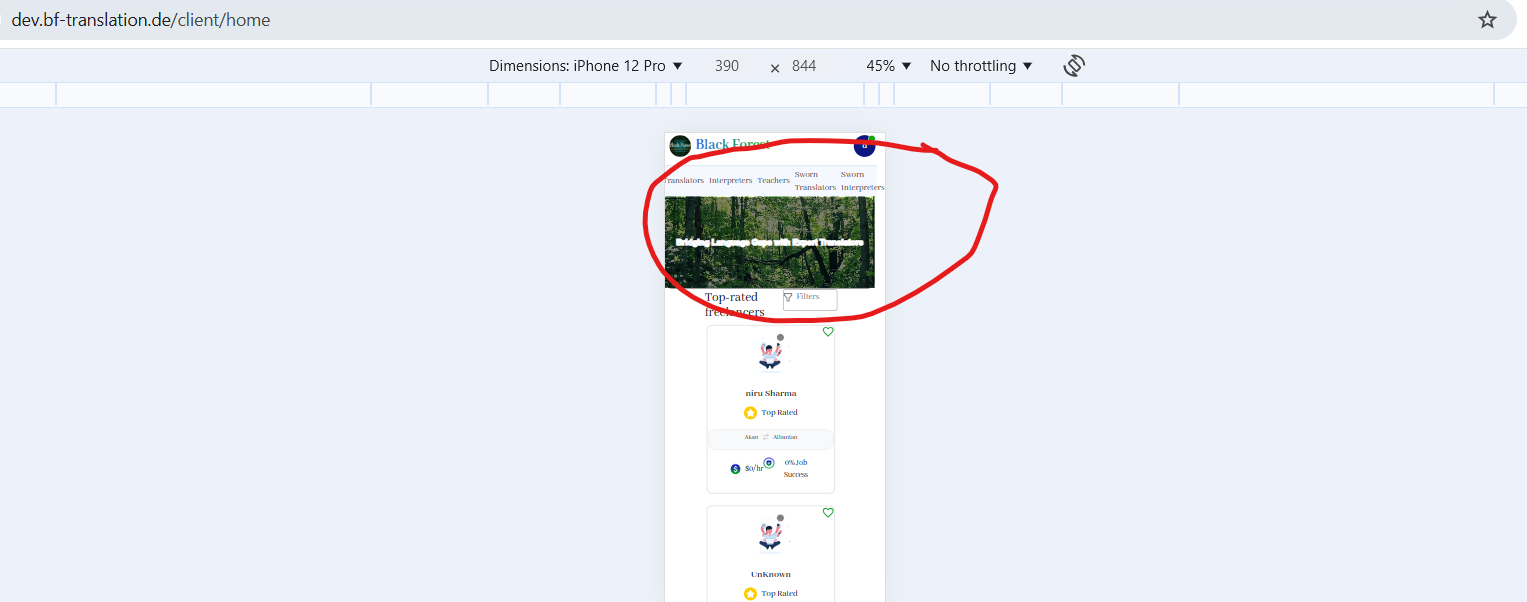 dev.bf-translation.de/client/home
Dimensions: iPhone 12 Pro 390 × 844 45% No throttling
Black Forest
Translators Interpreters Teachers Sworn Translators Sworn Interpreters
Bridging Language Gaps with Expert Translators
Top-rated freelancers
Filters
niru Sharma
Top Rated
Akan Albanian
$0/hr 0%Job Success
UnKnown
Top Rated